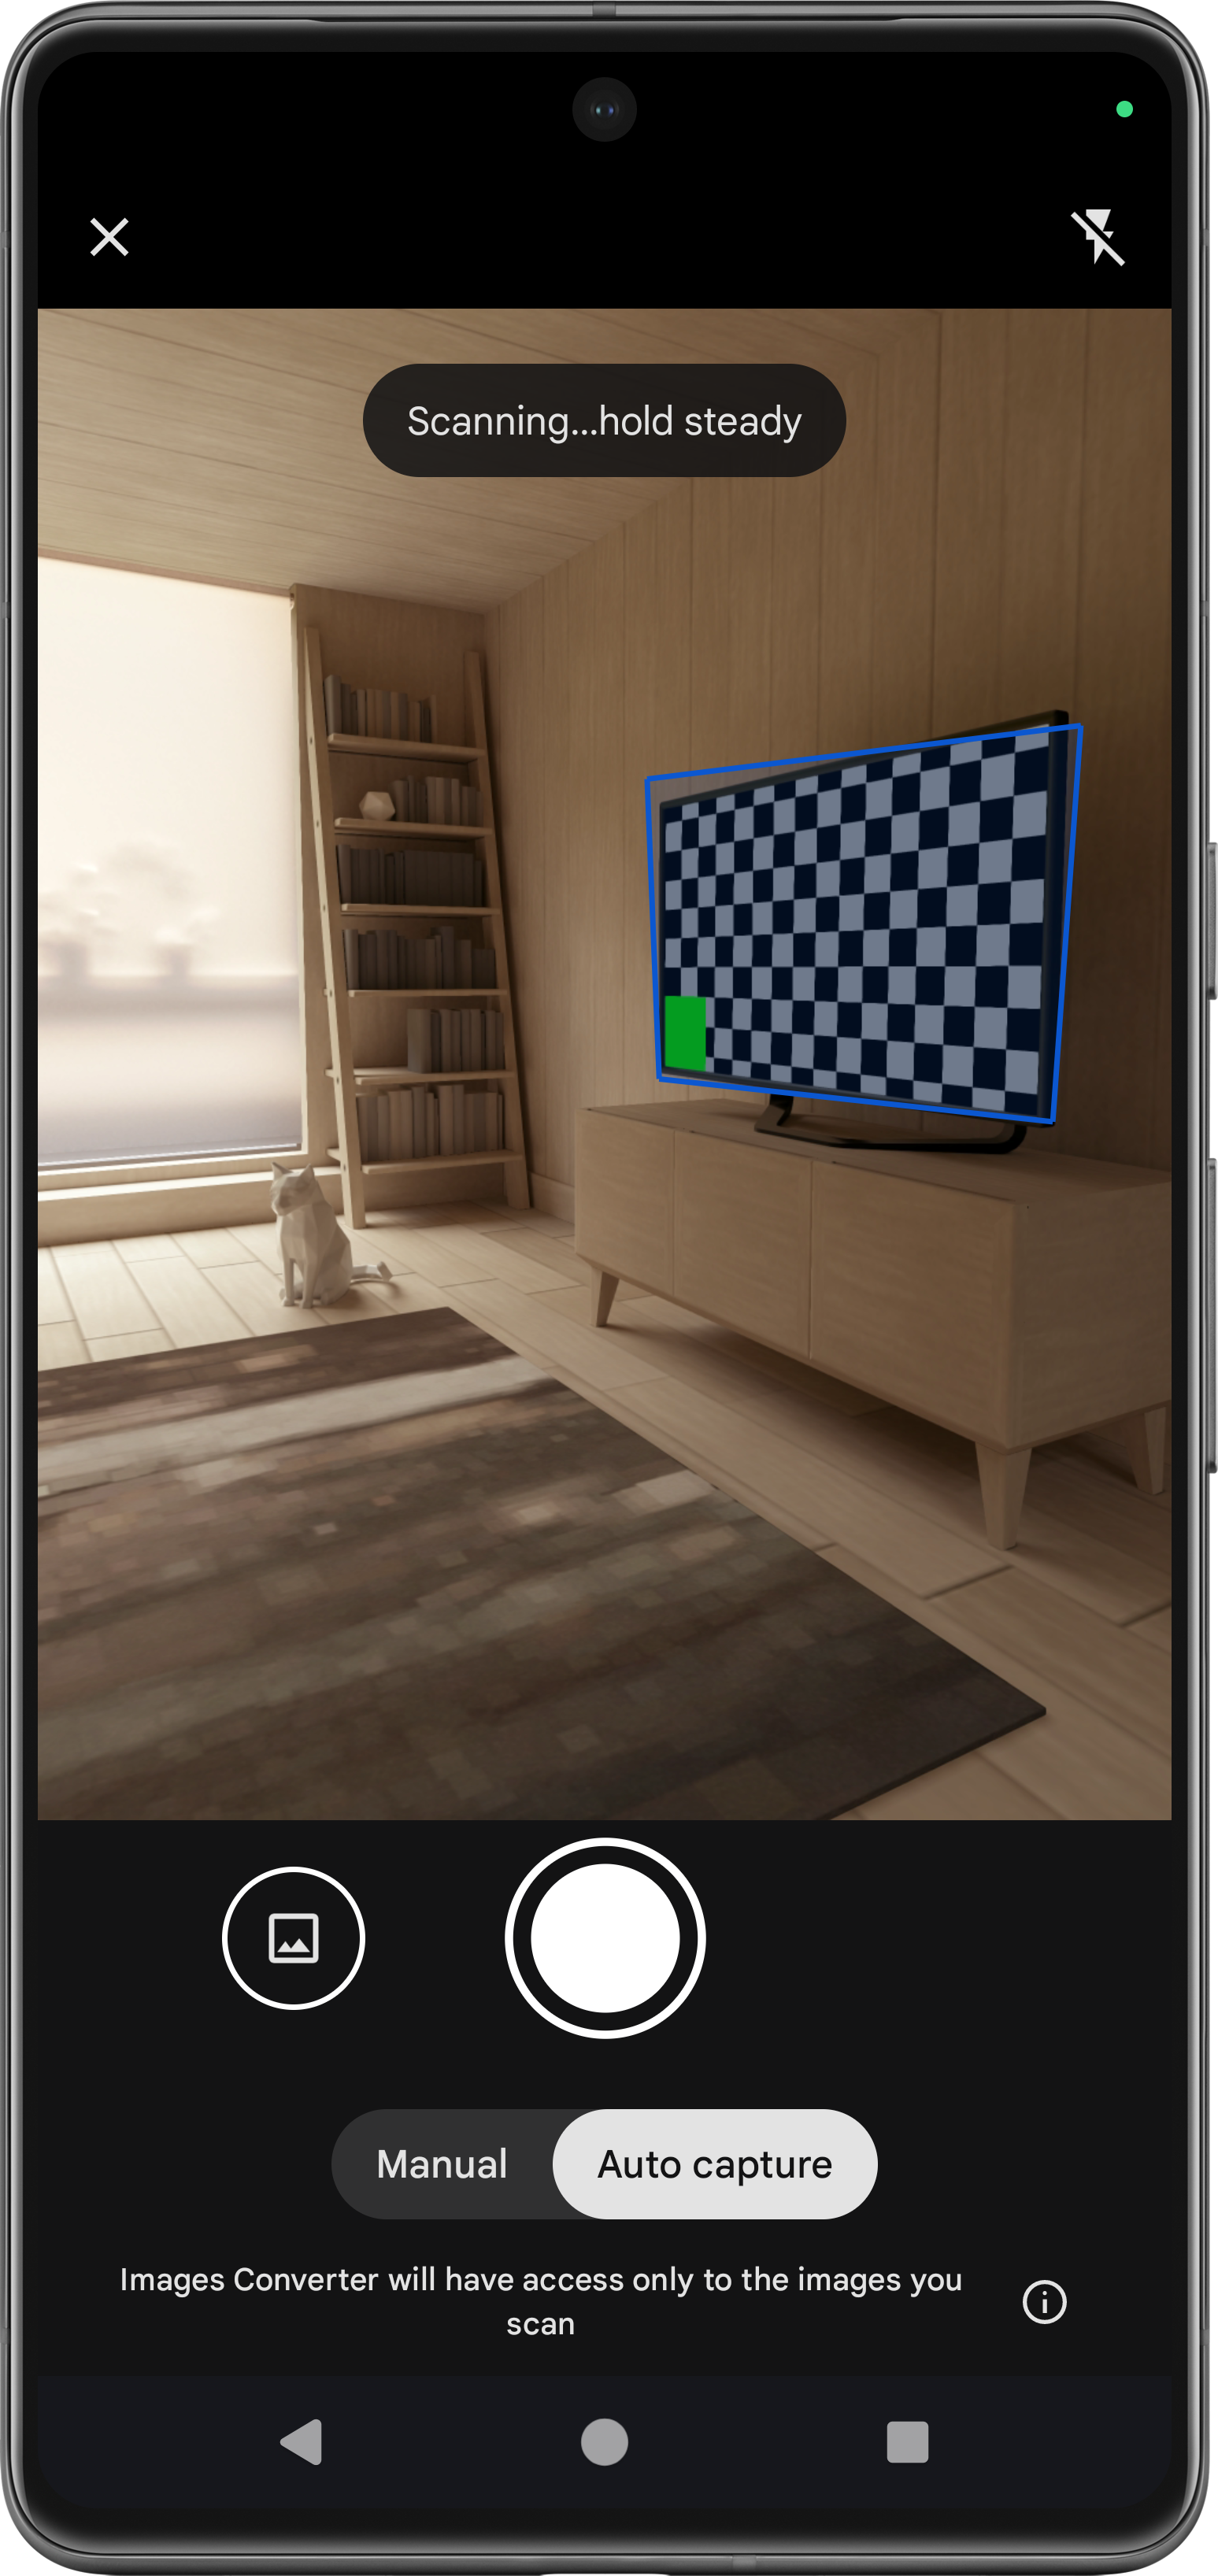 Scanning...hold steady
Manual
Auto capture
Images Converter will have access only to the images you
scan